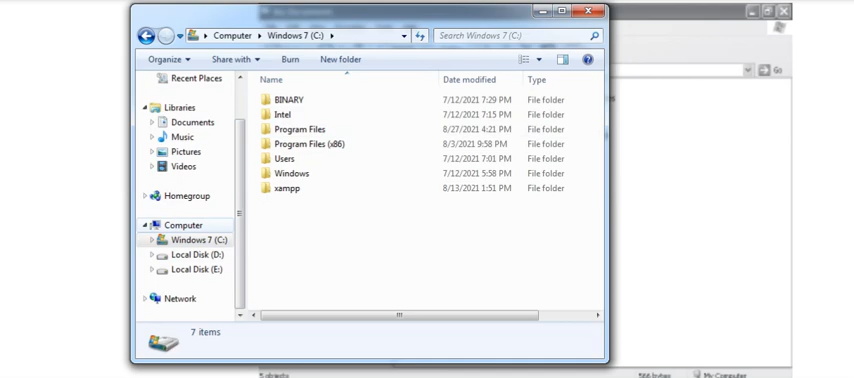 Computer Windows 7 (C:) Search Windows 7 (C:)
Organize Share with Burn New folder
Go
Recent Places Name Date modified Type
Libraries BINARY 7/12/2021 7:29 PM File folder
Documents Intel 7/12/2021 7:15 PM File folder
Music Program Files 8/27/2021 4:21 PM File folder
Pictures Program Files (x86) 8/3/2021 9:58 PM File folder
Videos Users 7/12/2021 7:01 PM File folder
Windows 7/12/2021 5:58 PM File folder
Homegroup xampp 8/13/2021 1:51 PM File folder
Computer
Windows 7 (C:)
Local Disk (D:)
Local Disk (E:)
Network
7 items
5 objects My Computer